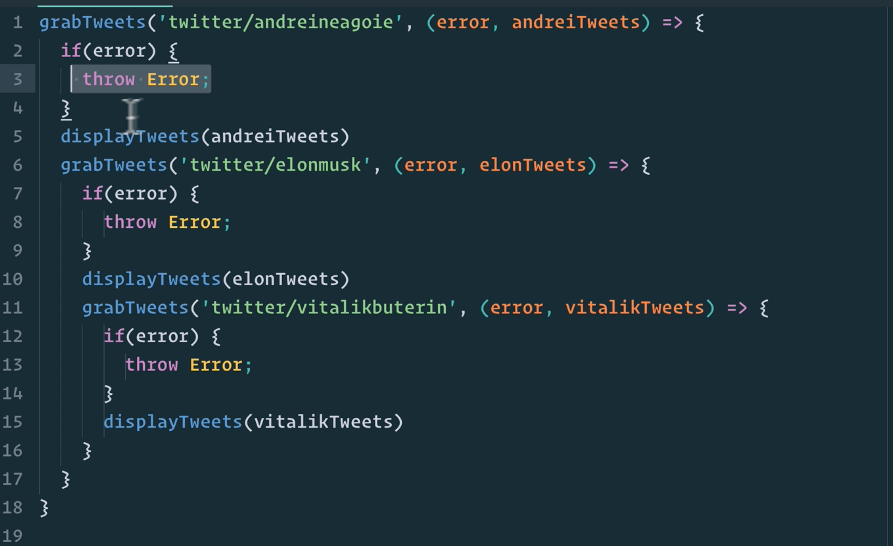 1 grabTweets('twitter/andreineagoie', (error, andreiTweets) => {
2   if(error) {
3     throw Error;
4   }
5   displayTweets(andreiTweets)
6   grabTweets('twitter/elonmusk', (error, elonTweets) => {
7     if(error) {
8       throw Error;
9     }
10     displayTweets(elonTweets)
11     grabTweets('twitter/vitalikbuterin', (error, vitalikTweets) => {
12       if(error) {
13         throw Error;
14       }
15       displayTweets(vitalikTweets)
16     }
17   }
18 }
19